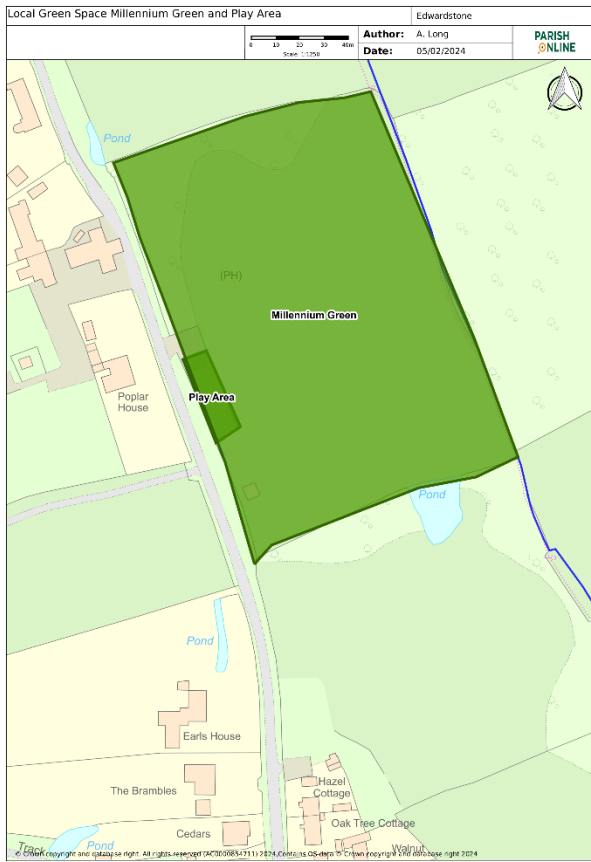 Local Green Space Millennium Green and Play Area
Edwardstone
0 10 20 30 40m
Scale: 1:1250
Author: A. Long
Date: 05/02/2024
PARISH
ONLINE
Pond
(PH)
Millennium Green
Play Area
Poplar
House
Pond
Pond
Earls House
The Brambles
Hazel
Cottage
Oak Tree Cottage
Cedars
Walnut
Track
Pond